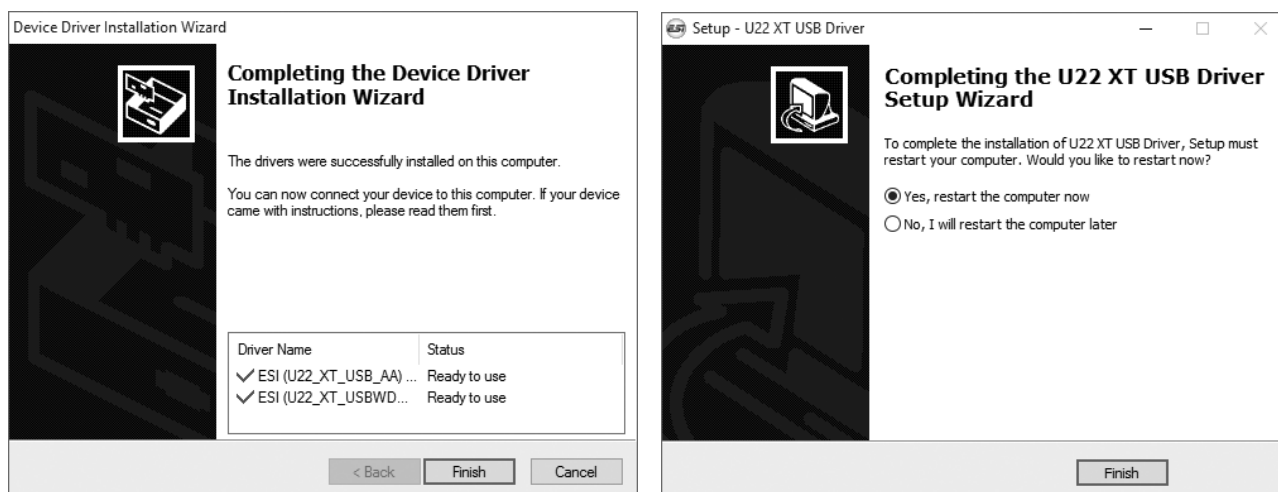 Device Driver Installation Wizard
Completing the Device Driver
Installation Wizard
The drivers were successfully installed on this computer.
You can now connect your device to this computer. If your device
came with instructions, please read them first.
Driver Name Status
ESI (U22_XT_USB_AA) ... Ready to use
ESI (U22_XT_USBWD... Ready to use
< Back Finish Cancel
ESI Setup - U22 XT USB Driver
Completing the U22 XT USB Driver
Setup Wizard
To complete the installation of U22 XT USB Driver, Setup must
restart your computer. Would you like to restart now?
Yes, restart the computer now
No, I will restart the computer later
Finish